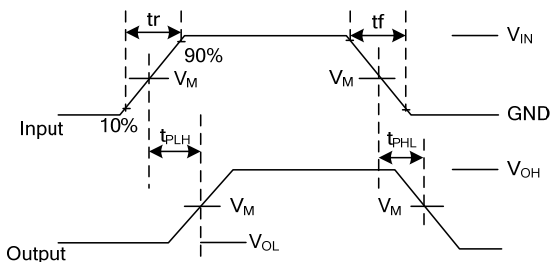 tr
tf
V_IN
90%
V_M
V_M
10%
GND
Input
t_PLH
t_PHL
V_OH
V_M
V_M
V_OL
Output